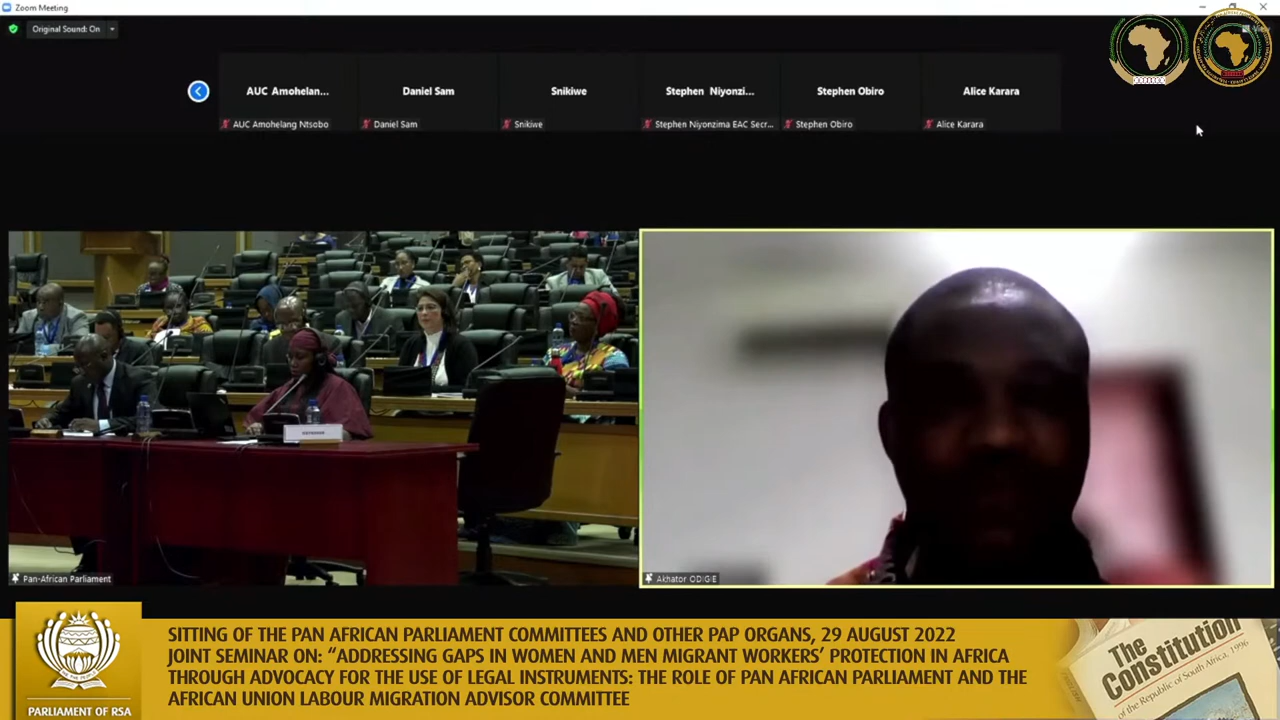 Zoom Meeting
Original Sound: On
View
AUC Amohelan...
Daniel Sam
Snikiwe
Stephen Niyonzi...
Stephen Obiro
Alice Karara
AUC Amohelang Ntsobo
Daniel Sam
Snikiwe
Stephen Niyonzima EAC Secr...
Stephen Obiro
Alice Karara
Pan-African Parliament
Akhator ODIGIE
SITTING OF THE PAN AFRICAN PARLIAMENT COMMITTEES AND OTHER PAP ORGANS, 29 AUGUST 2022
JOINT SEMINAR ON: “ADDRESSING GAPS IN WOMEN AND MEN MIGRANT WORKERS’ PROTECTION IN AFRICA
THROUGH ADVOCACY FOR THE USE OF LEGAL INSTRUMENTS: THE ROLE OF PAN AFRICAN PARLIAMENT AND THE
AFRICAN UNION LABOUR MIGRATION ADVISOR COMMITTEE
PARLIAMENT OF RSA
The
Constitution
of the Republic of South Africa, 1996